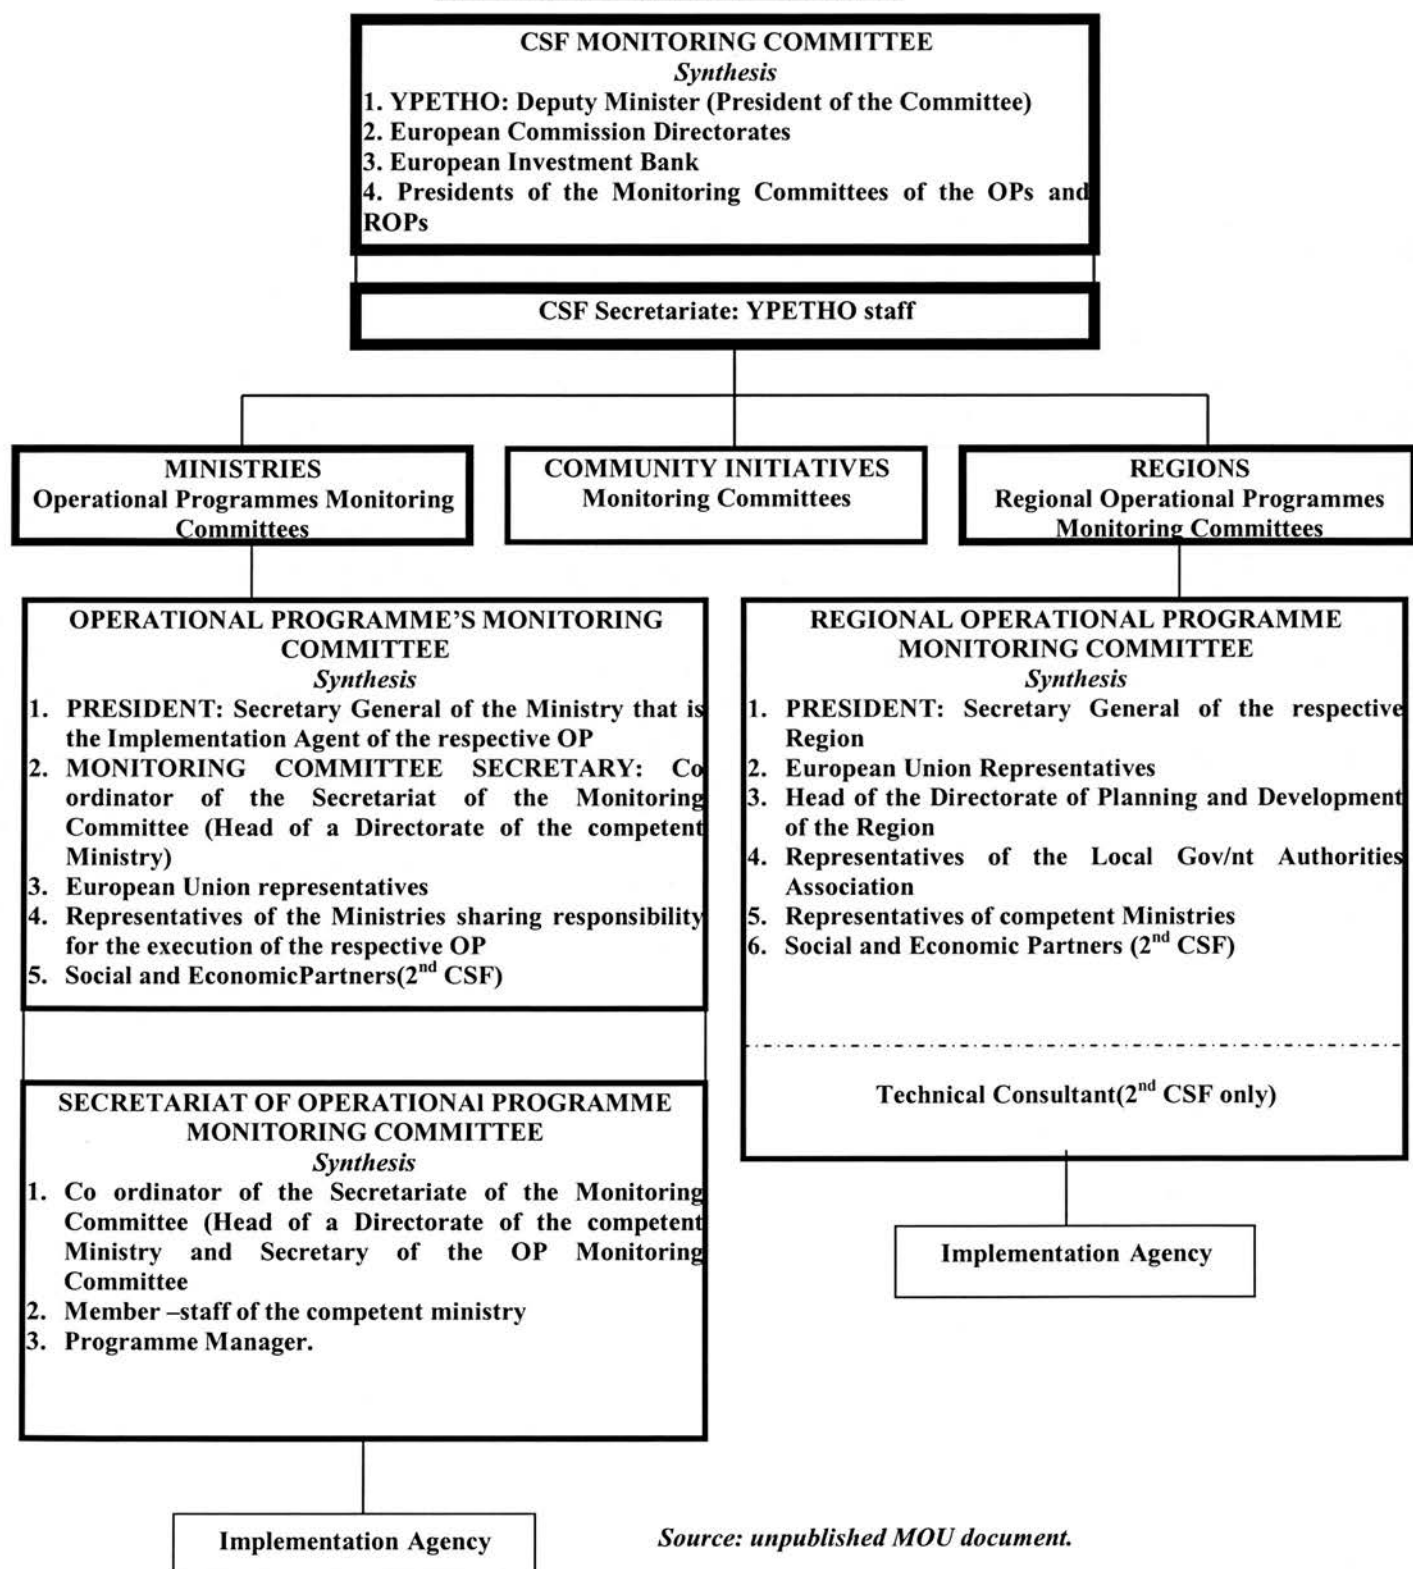 CSF MONITORING COMMITTEE
Synthesis
1. YPETHO: Deputy Minister (President of the Committee)
2. European Commission Directorates
3. European Investment Bank
4. Presidents of the Monitoring Committees of the OPs and
ROPs
CSF Secretariate: YPETHO staff
MINISTRIES
Operational Programmes Monitoring
Committees
COMMUNITY INITIATIVES
Monitoring Committees
REGIONS
Regional Operational Programmes
Monitoring Committees
OPERATIONAL PROGRAMME'S MONITORING
COMMITTEE
Synthesis
1. PRESIDENT: Secretary General of the Ministry that is
the Implementation Agent of the respective OP
2. MONITORING COMMITTEE SECRETARY: Co
ordinator of the Secretariat of the Monitoring
Committee (Head of a Directorate of the competent
Ministry)
3. European Union representatives
4. Representatives of the Ministries sharing responsibility
for the execution of the respective OP
5. Social and EconomicPartners(2nd CSF)
REGIONAL OPERATIONAL PROGRAMME
MONITORING COMMITTEE
Synthesis
1. PRESIDENT: Secretary General of the respective
Region
2. European Union Representatives
3. Head of the Directorate of Planning and Development
of the Region
4. Representatives of the Local Gov/nt Authorities
Association
5. Representatives of competent Ministries
6. Social and Economic Partners (2nd CSF)
Technical Consultant(2nd CSF only)
SECRETARIAT OF OPERATIONAl PROGRAMME
MONITORING COMMITTEE
Synthesis
1. Co ordinator of the Secretariate of the Monitoring
Committee (Head of a Directorate of the competent
Ministry and Secretary of the OP Monitoring
Committee
2. Member –staff of the competent ministry
3. Programme Manager.
Implementation Agency
Implementation Agency
Source: unpublished MOU document.